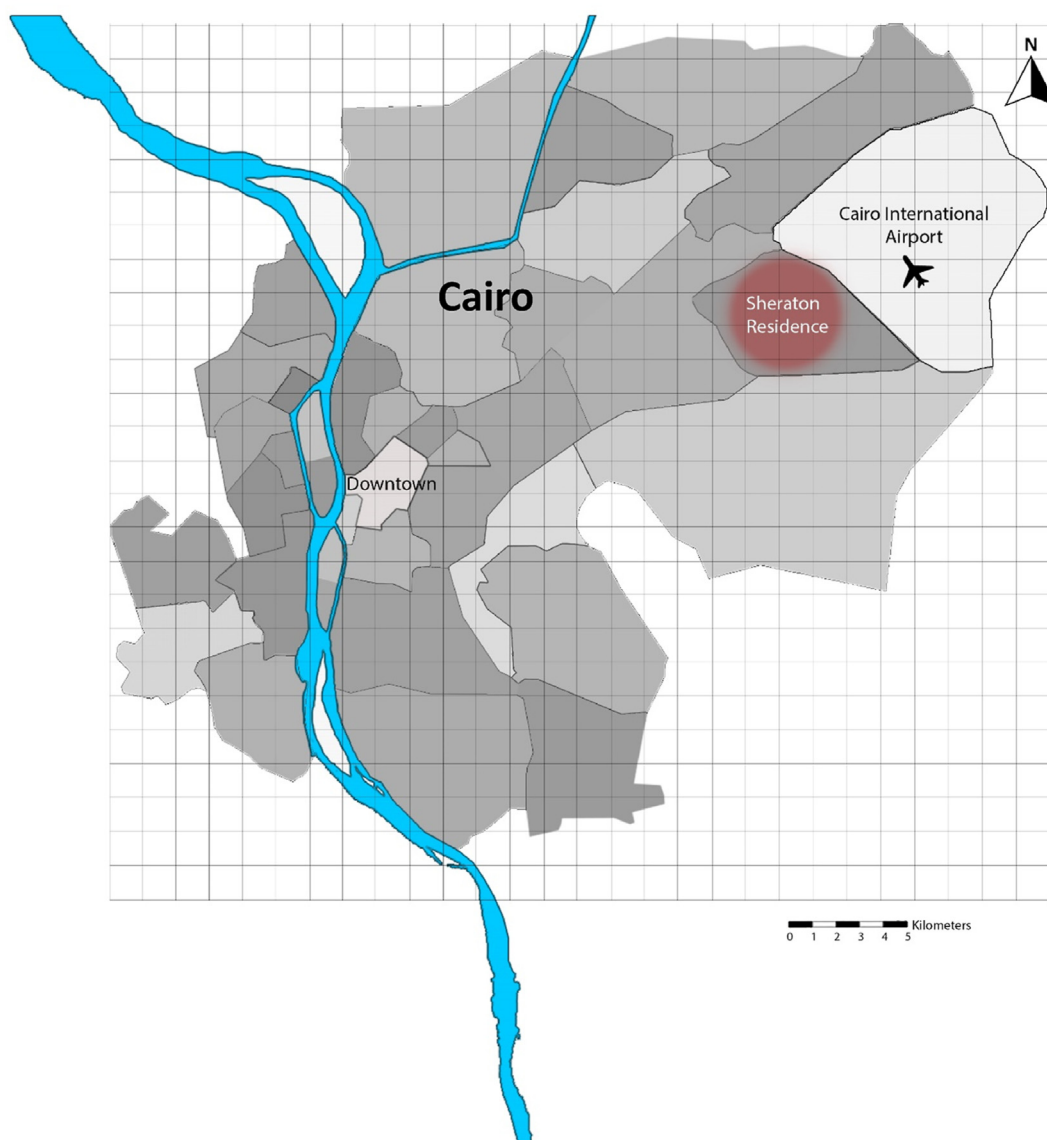 N
Cairo International
Airport
Cairo
Sheraton
Residence
Downtown
Kilometers
0 1 2 3 4 5